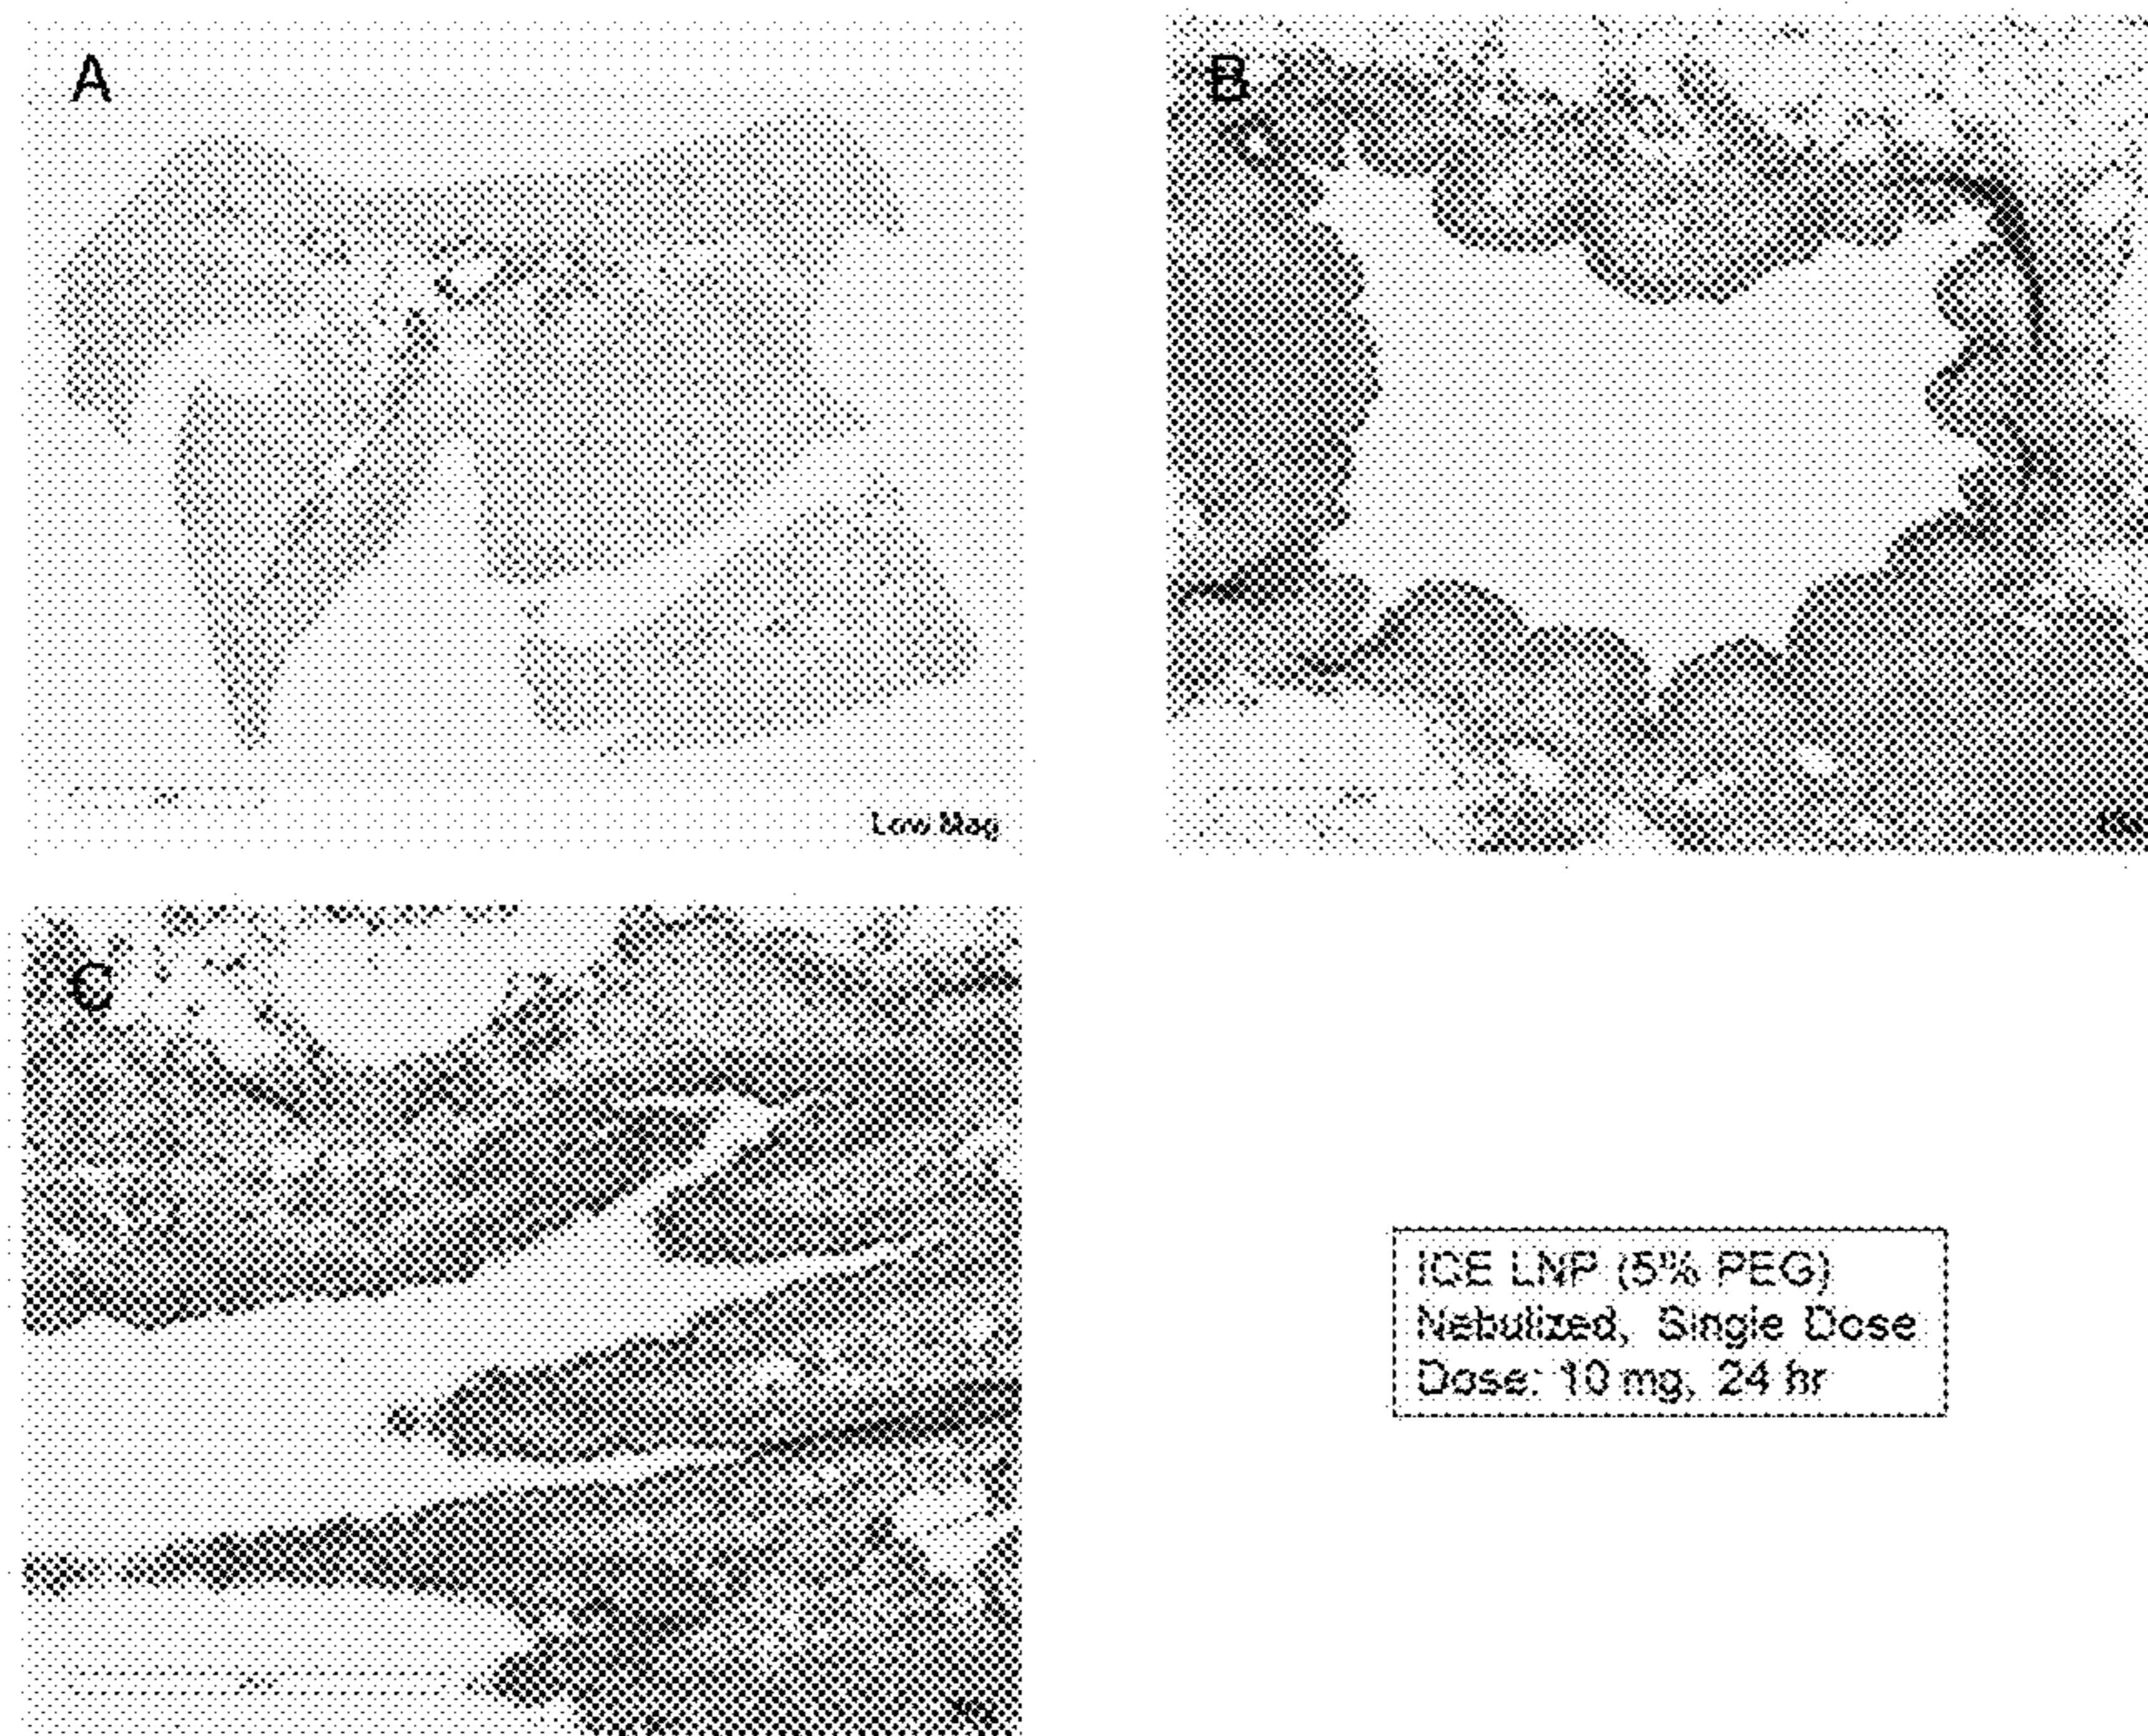 A
B
Low Mag
C
ICE LNP (5% PEG)
Nebulized, Single Dose
Dose: 10 mg, 24 hr